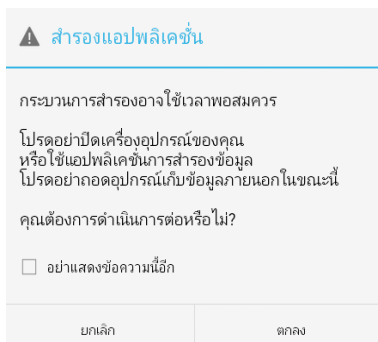 สำรองแอปพลิเคชั่น
กระบวนการสำรองอาจใช้เวลาพอสมควร
โปรดอย่าปิดเครื่องอุปกรณ์ของคุณ
หรือใช้แอปพลิเคชั่นการสำรองข้อมูล
โปรดอย่าถอดอุปกรณ์เก็บข้อมูลภายนอกในขณะนี้
คุณต้องการดำเนินการต่อหรือไม่?
อย่าแสดงข้อความนี้อีก
ยกเลิก
ตกลง